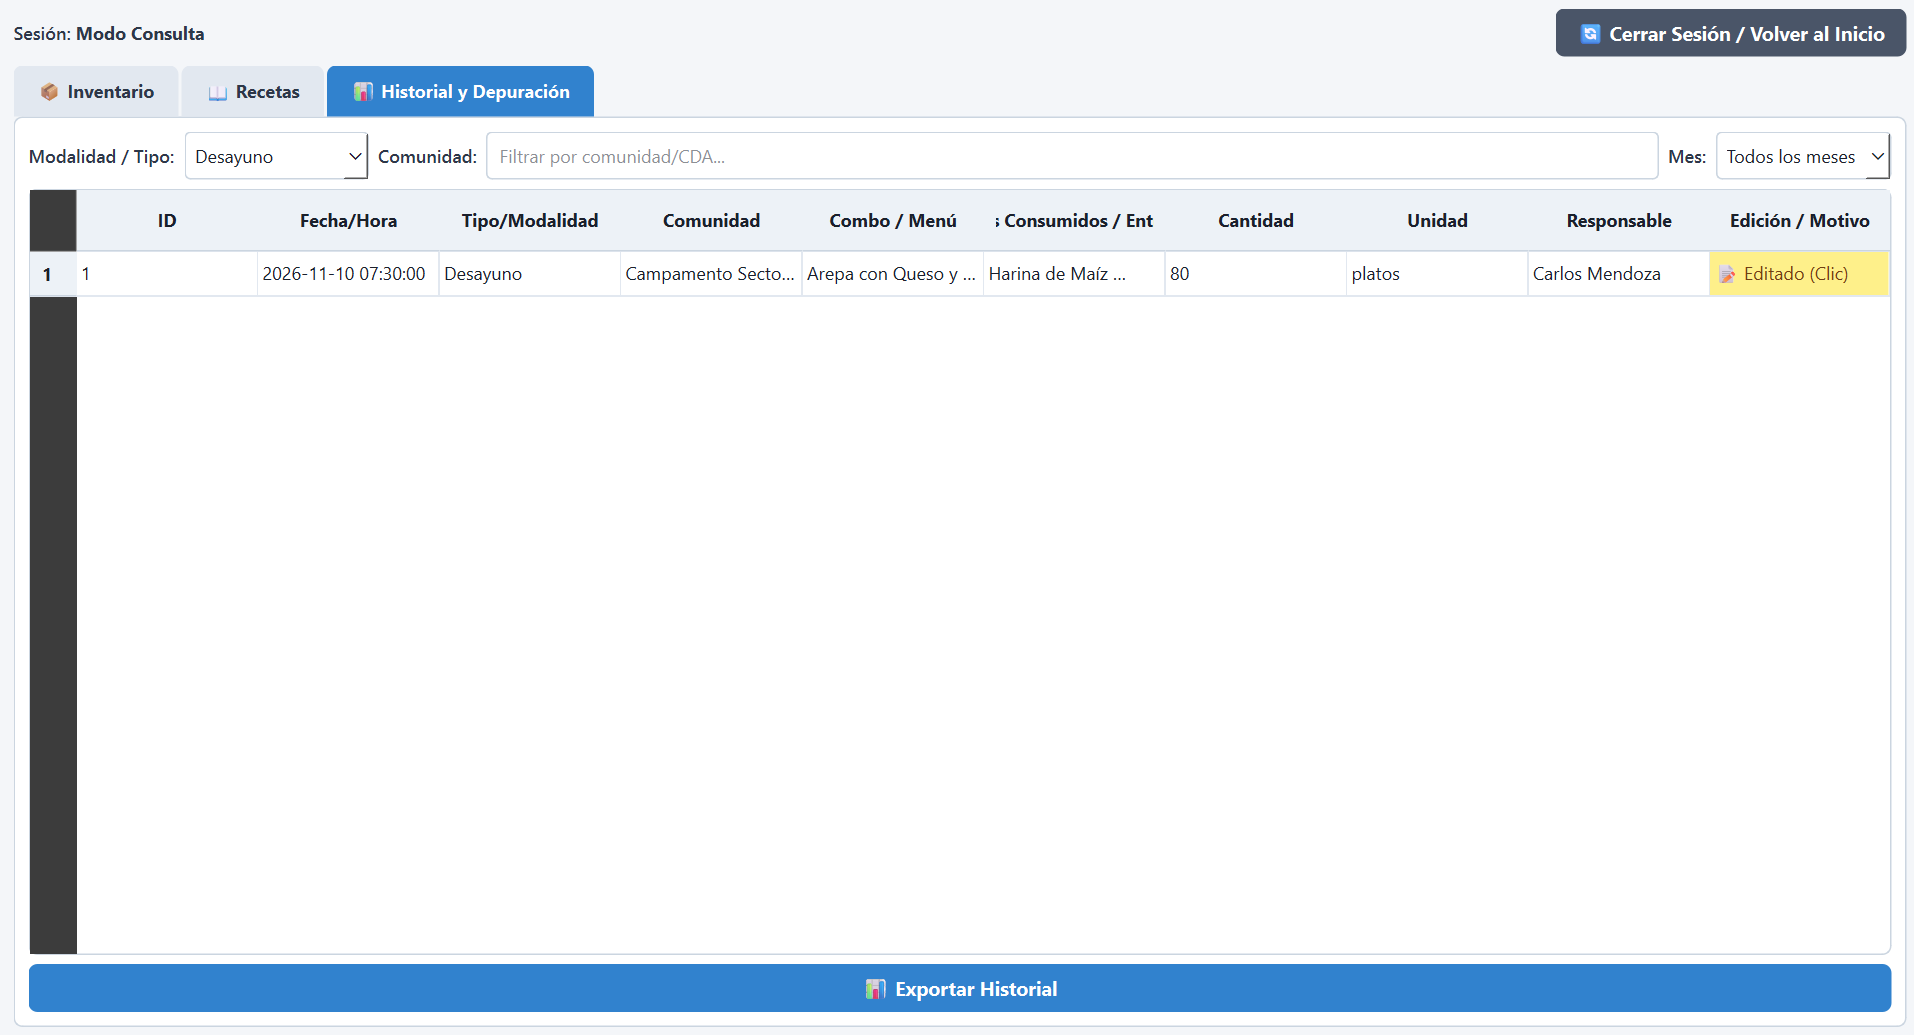 Sesión: Modo Consulta
Cerrar Sesión / Volver al Inicio
Inventario
Recetas
Historial y Depuración
Modalidad / Tipo: Desayuno Comunidad: Filtrar por comunidad/CDA... Mes: Todos los meses
ID Fecha/Hora Tipo/Modalidad Comunidad Combo / Menú s Consumidos / Ent Cantidad Unidad Responsable Edición / Motivo
1 1 2026-11-10 07:30:00 Desayuno Campamento Secto... Arepa con Queso y ... Harina de Maíz ... 80 platos Carlos Mendoza Editado (Clic)
Exportar Historial